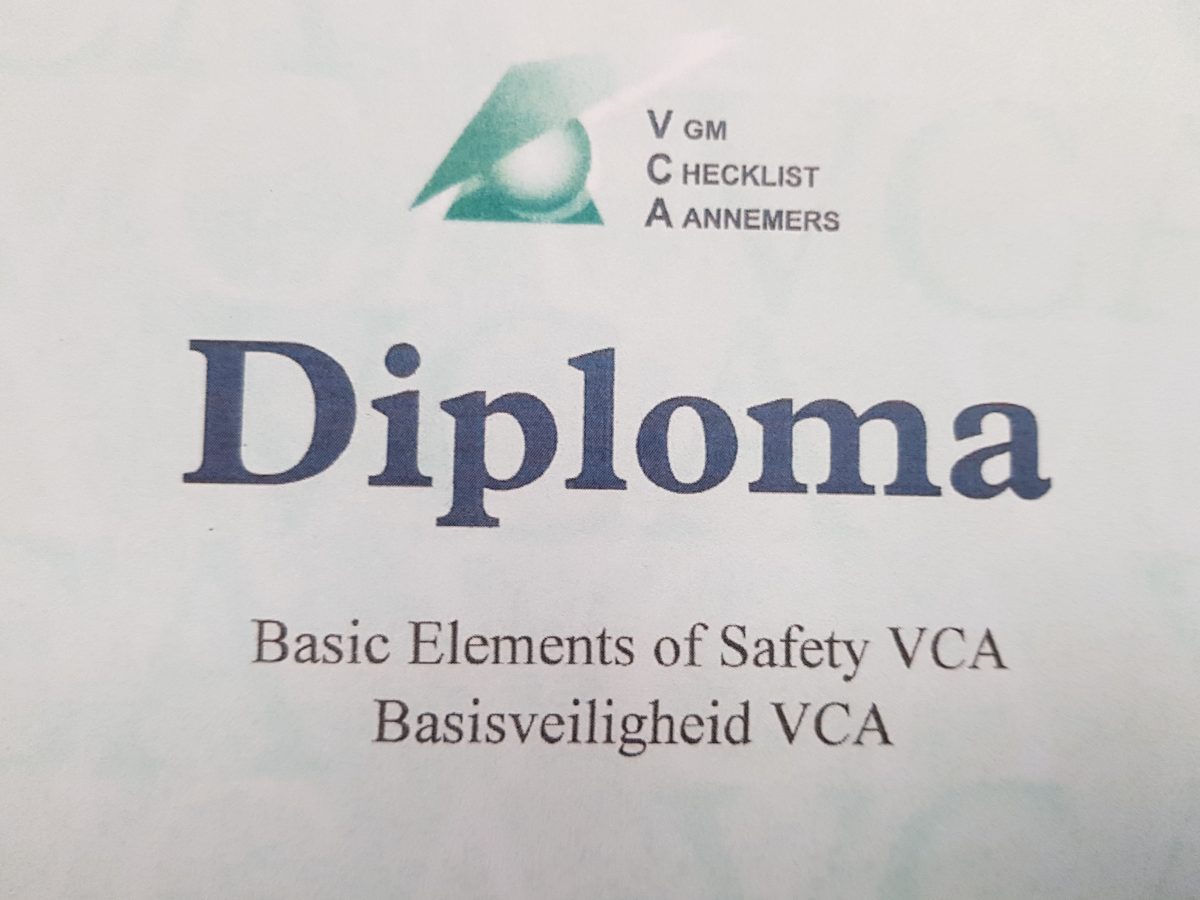 V GM
C HECKLIST
A ANNEMERS
Diploma
Basic Elements of Safety VCA
Basisveiligheid VCA